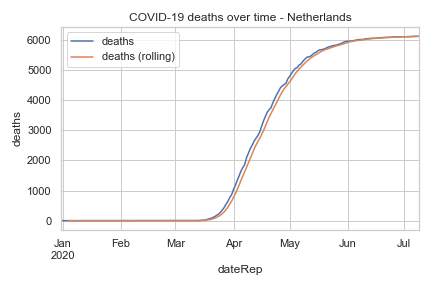 COVID-19 deaths over time - Netherlands
deaths
deaths (rolling)
6000
5000
4000
3000
2000
1000
0
deaths
Jan Feb Mar Apr May Jun Jul
2020
dateRep